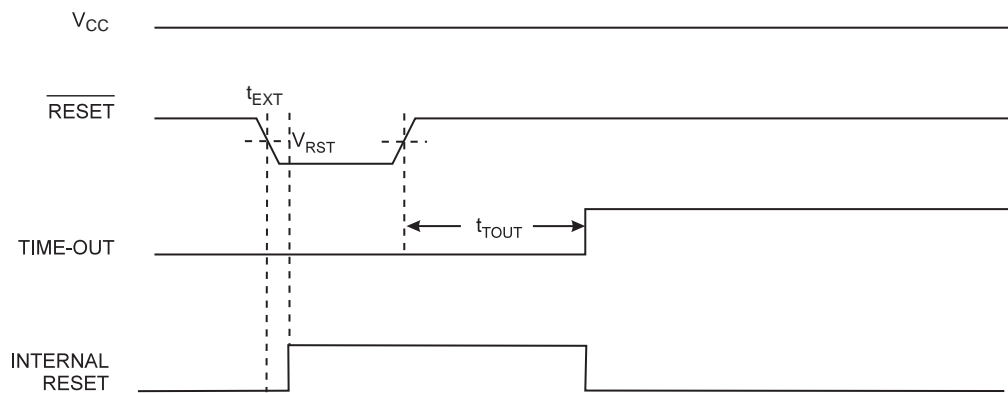 VCC
RESET
tEXT
VRST
TIME-OUT
tTOUT
INTERNAL
RESET